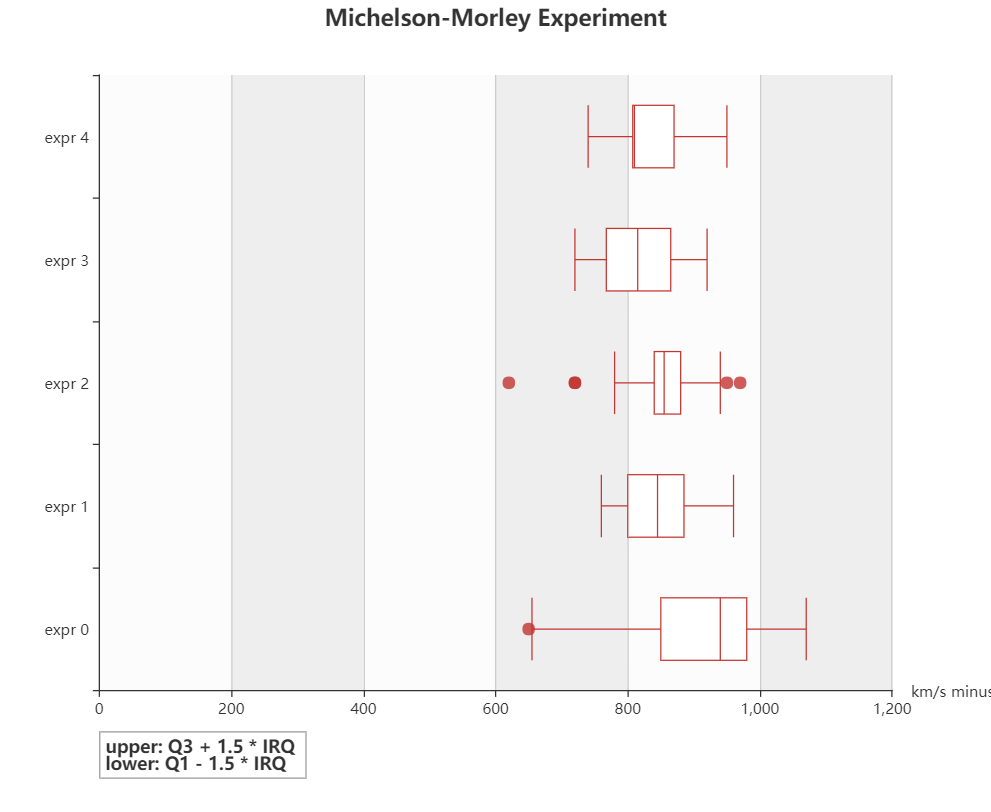 Michelson-Morley Experiment
expr 4
expr 3
expr 2
expr 1
expr 0
0 200 400 600 800 1,000 1,200
km/s minus
upper: Q3 + 1.5 * IRQ
lower: Q1 - 1.5 * IRQ